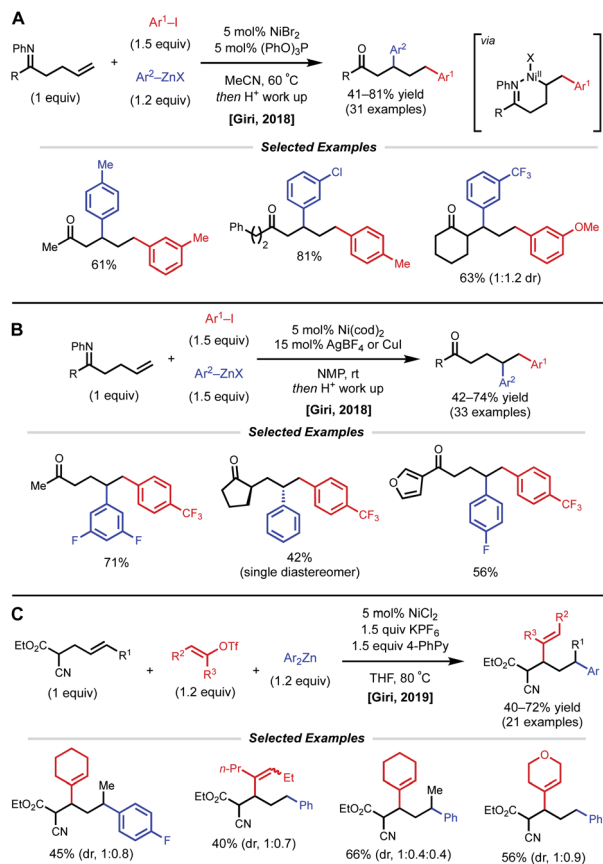 A
PhN
R
(1 equiv)
+
Ar1–I
(1.5 equiv)
Ar2–ZnX
(1.2 equiv)
5 mol% NiBr2
5 mol% (PhO)3P
MeCN, 60 °C
then H+ work up
[Giri, 2018]
O
R
Ar2
Ar1
41–81% yield
(31 examples)
via
X
PhN
NiII
Ar1
R
Selected Examples
Me
O
Me
Me
61%
Cl
O
Ph
2
Me
81%
CF3
O
OMe
63% (1:1.2 dr)
B
PhN
R
(1 equiv)
+
Ar1–I
(1.5 equiv)
Ar2–ZnX
(1.5 equiv)
5 mol% Ni(cod)2
15 mol% AgBF4 or CuI
NMP, rt
then H+ work up
[Giri, 2018]
O
R
Ar1
Ar2
42–74% yield
(33 examples)
Selected Examples
O
Me
CF3
F
F
71%
O
CF3
42%
(single diastereomer)
O
O
CF3
F
56%
C
EtO2C
R1
CN
(1 equiv)
+
R2
OTf
R3
(1.2 equiv)
+
Ar2Zn
(1.2 equiv)
5 mol% NiCl2
1.5 quiv KPF6
1.5 equiv 4-PhPy
THF, 80 °C
[Giri, 2019]
R2
R3
R1
EtO2C
Ar
CN
40–72% yield
(21 examples)
Selected Examples
Me
EtO2C
CN
F
45% (dr, 1:0.8)
n-Pr
Et
EtO2C
Ph
CN
40% (dr, 1:0.7)
Me
EtO2C
Ph
CN
66% (dr, 1:0.4:0.4)
O
EtO2C
Ph
CN
56% (dr, 1:0.9)